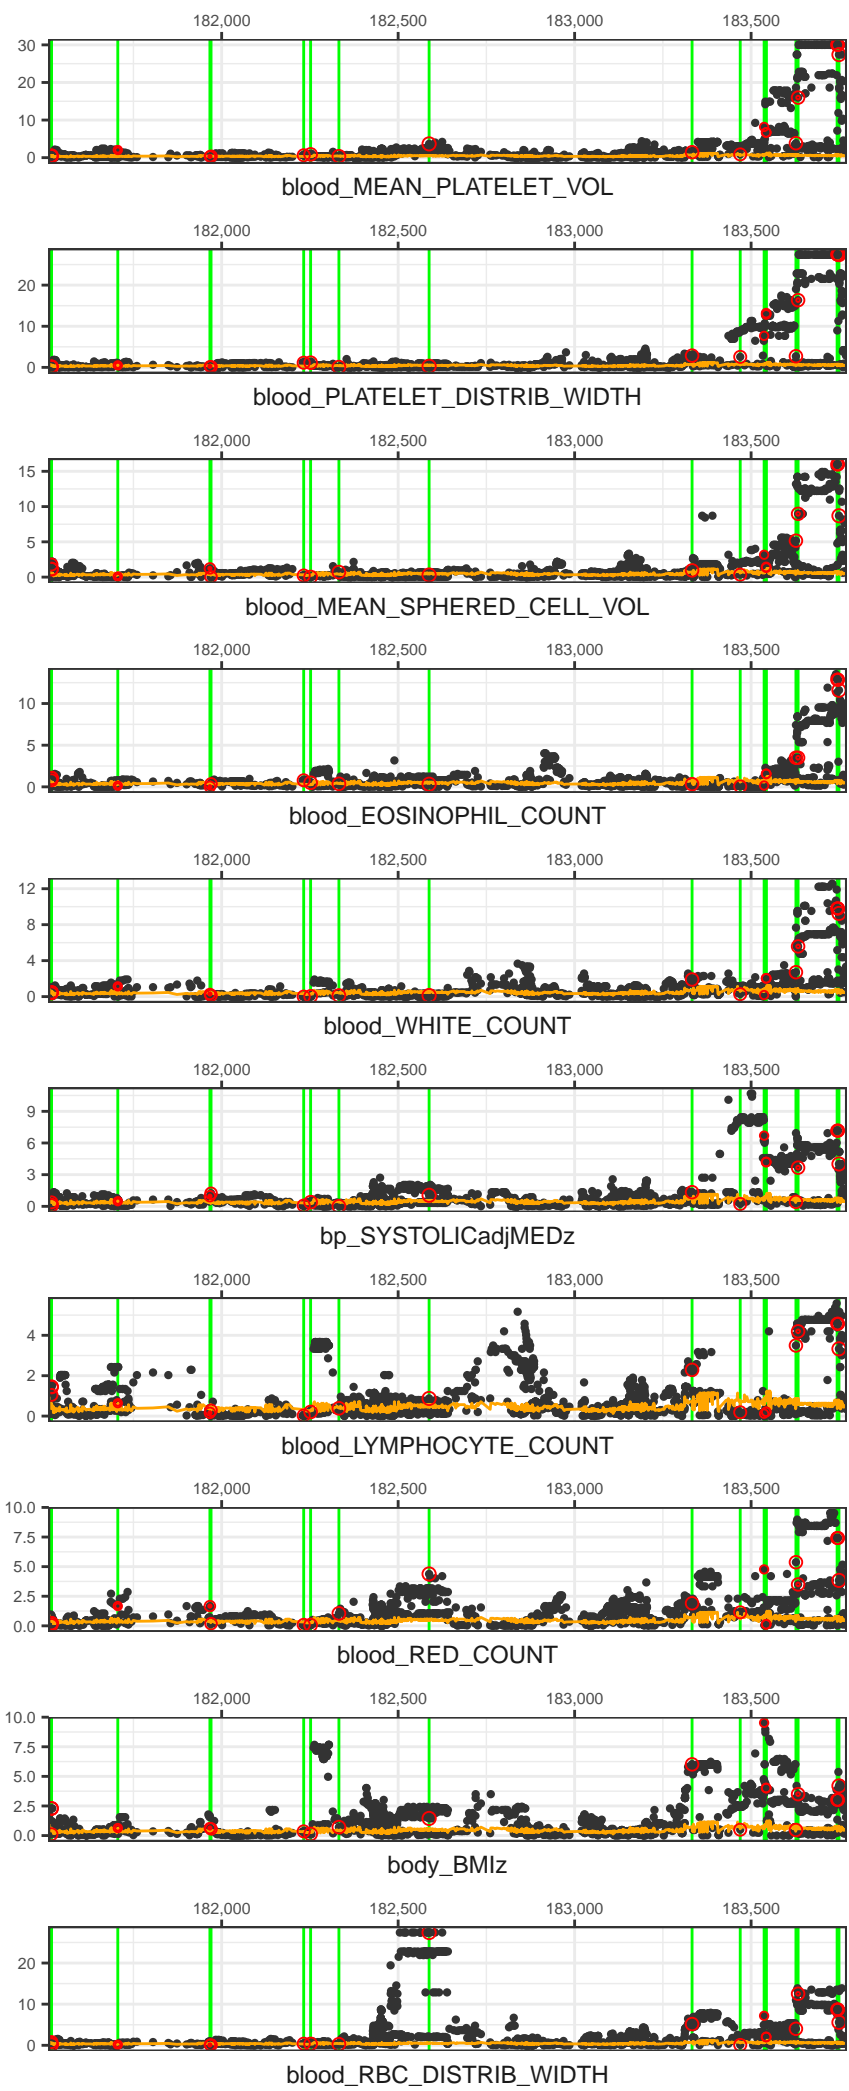 182,000 182,500 183,000 183,500
30
20
10
0
blood_MEAN_PLATELET_VOL
182,000 182,500 183,000 183,500
20
10
0
blood_PLATELET_DISTRIB_WIDTH
182,000 182,500 183,000 183,500
15
10
5
0
blood_MEAN_SPHERED_CELL_VOL
182,000 182,500 183,000 183,500
10
5
0
blood_EOSINOPHIL_COUNT
182,000 182,500 183,000 183,500
12
8
4
0
blood_WHITE_COUNT
182,000 182,500 183,000 183,500
9
6
3
0
bp_SYSTOLICadjMEDz
182,000 182,500 183,000 183,500
4
2
0
blood_LYMPHOCYTE_COUNT
182,000 182,500 183,000 183,500
10.0
7.5
5.0
2.5
0.0
blood_RED_COUNT
182,000 182,500 183,000 183,500
10.0
7.5
5.0
2.5
0.0
body_BMIz
182,000 182,500 183,000 183,500
20
10
0
blood_RBC_DISTRIB_WIDTH